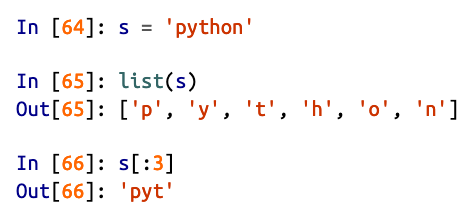 In [64]: s = 'python'
In [65]: list(s)
Out[65]: ['p', 'y', 't', 'h', 'o', 'n']
In [66]: s[:3]
Out[66]: 'pyt'